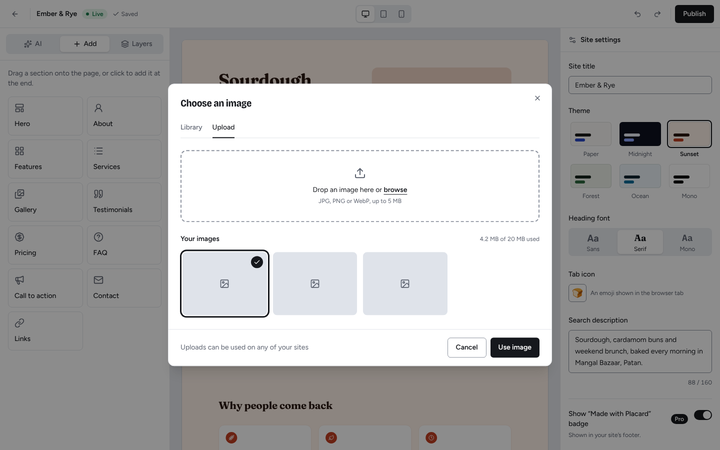 Ember & Rye
Live
Saved
Publish
AI
Add
Layers
Drag a section onto the page, or click to add it at
the end.
Hero
About
Features
Services
Gallery
Testimonials
Pricing
FAQ
Call to action
Contact
Links
Sourdough
Choose an image
Library
Upload
Drop an image here or browse
JPG, PNG or WebP, up to 5 MB
Your images
4.2 MB of 20 MB used
Uploads can be used on any of your sites
Cancel
Use image
Why people come back
Site settings
Site title
Ember & Rye
Theme
Paper
Midnight
Sunset
Forest
Ocean
Mono
Heading font
Aa
Sans
Aa
Serif
Aa
Mono
Tab icon
An emoji shown in the browser tab
Search description
Sourdough, cardamom buns and
weekend brunch, baked every morning in
Mangal Bazaar, Patan.
88 / 160
Show “Made with Placard”
badge
Pro
Shown in your site's footer.